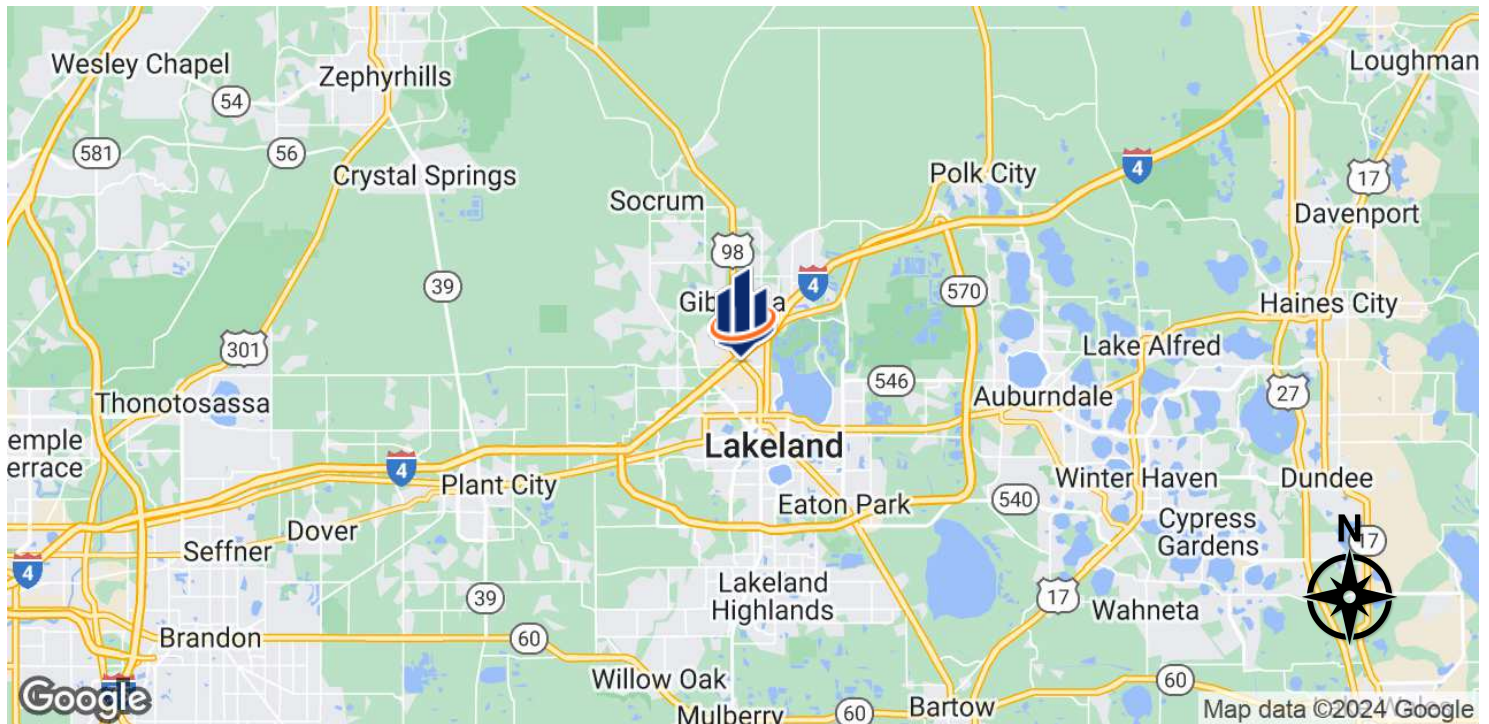 Wesley Chapel
Zephyrhills
Loughman
54
581
56
Crystal Springs
4
Polk City
17
Davenport
Socrum
98
39
4
570
Haines City
301
Lake Alfred
546
27
Thonotosassa
Auburndale
emple
errace
Lakeland
4
Plant City
Winter Haven
Dundee
Eaton Park
540
Cypress
Gardens
N
17
Dover
Seffner
4
Lakeland
Highlands
39
17
Wahneta
Brandon
60
Willow Oak
60
Bartow
Mulberry
60
Google
Map data ©2024 Google